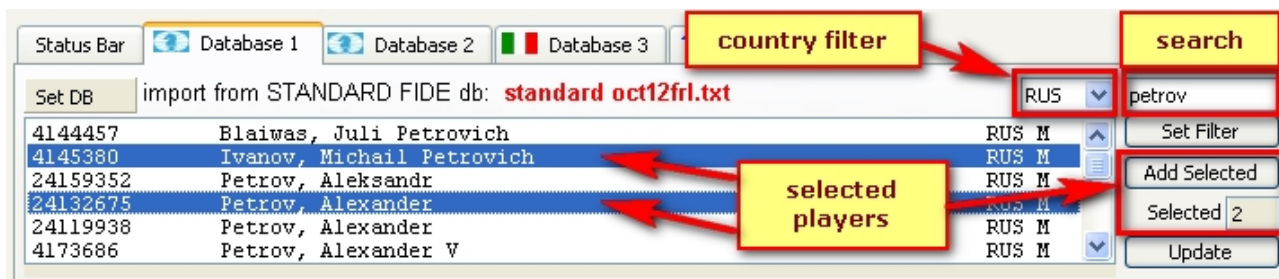 Status Bar Database 1 Database 2 Database 3 country filter search
Set DB import from STANDARD FIDE db: standard oct12frl.txt RUS petrov
4144457 Blaiwas, Juli Petrovich RUS M Set Filter
4145380 Ivanov, Michail Petrovich RUS M
24159352 Petrov, Aleksandr RUS M Add Selected
24132675 Petrov, Alexander RUS M
selected
players
24119938 Petrov, Alexander RUS M Selected 2
4173686 Petrov, Alexander V RUS M Update